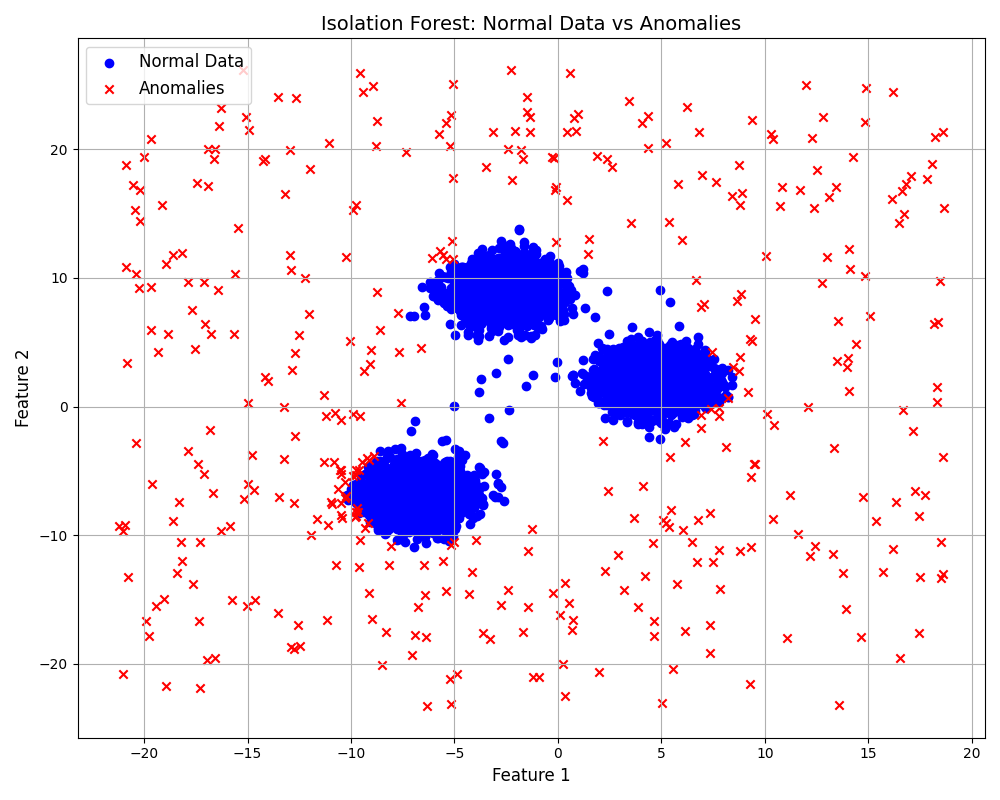 Isolation Forest: Normal Data vs Anomalies
Normal Data
Anomalies
Feature 2
20
10
0
−10
−20
−20
−15
−10
−5
0
5
10
15
20
Feature 1